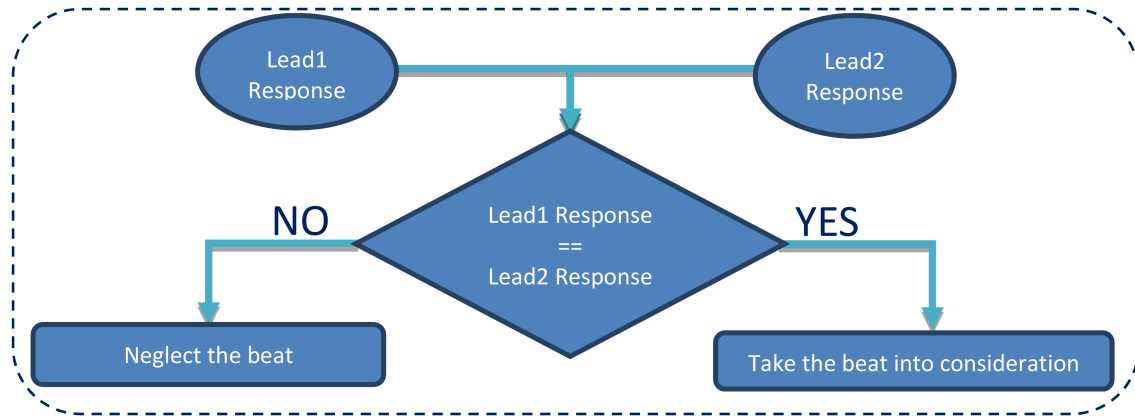 Lead1
Response
Lead2
Response
Lead1 Response
==
Lead2 Response
NO
YES
Neglect the beat
Take the beat into consideration